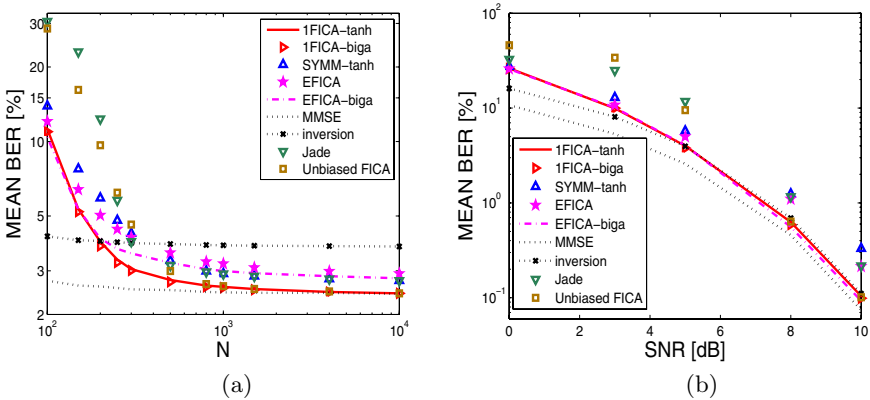 MEAN BER [%]
30
20
15
10
5
3
2
10^2
10^3
10^4
N
1FICA-tanh
1FICA-biga
SYMM-tanh
EFICA
EFICA-biga
MMSE
inversion
Jade
Unbiased FICA
(a)
MEAN BER [%]
10^2
10^1
10^0
10^-1
0
2
4
6
8
10
SNR [dB]
1FICA-tanh
1FICA-biga
SYMM-tanh
EFICA
EFICA-biga
MMSE
inversion
Jade
Unbiased FICA
(b)